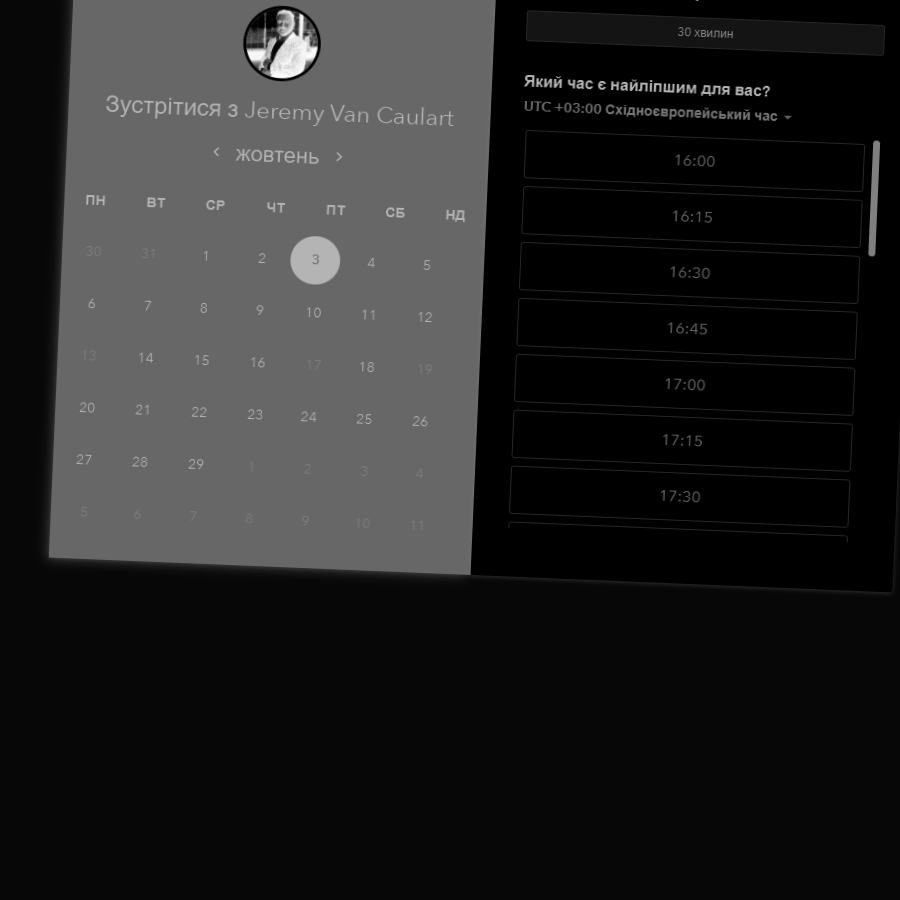 Зустрітися з Jeremy Van Caulart
жовтень
ПН ВТ СР ЧТ ПТ СБ НД
30 31 1 2 3 4 5
6 7 8 9 10 11 12
13 14 15 16 17 18 19
20 21 22 23 24 25 26
27 28 29 1 2 3 4
5 6 7 8 9 10 11
30 хвилин
Який час є найліпшим для вас?
UTC +03:00 Східноєвропейський час
16:00
16:15
16:30
16:45
17:00
17:15
17:30